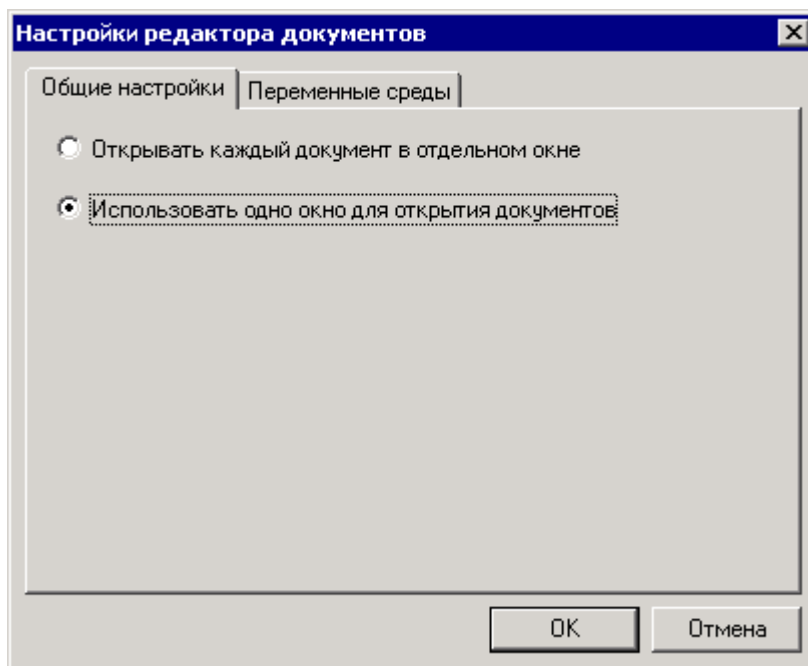 Настройки редактора документов
Общие настройки
Переменные среды
Открывать каждый документ в отдельном окне
Использовать одно окно для открытия документов
OK
Отмена